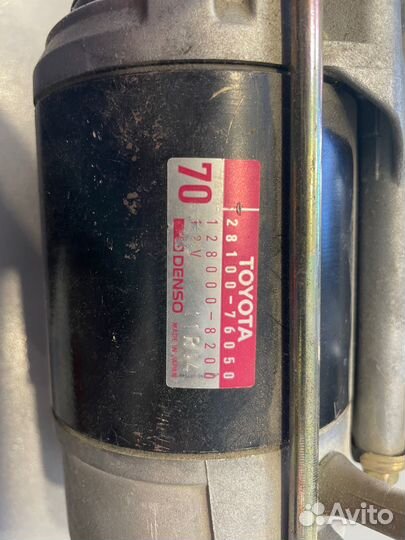 TOYOTA
70
28100-76050
128000-8200
12V
DENSO
MADE IN JAPAN
Avito